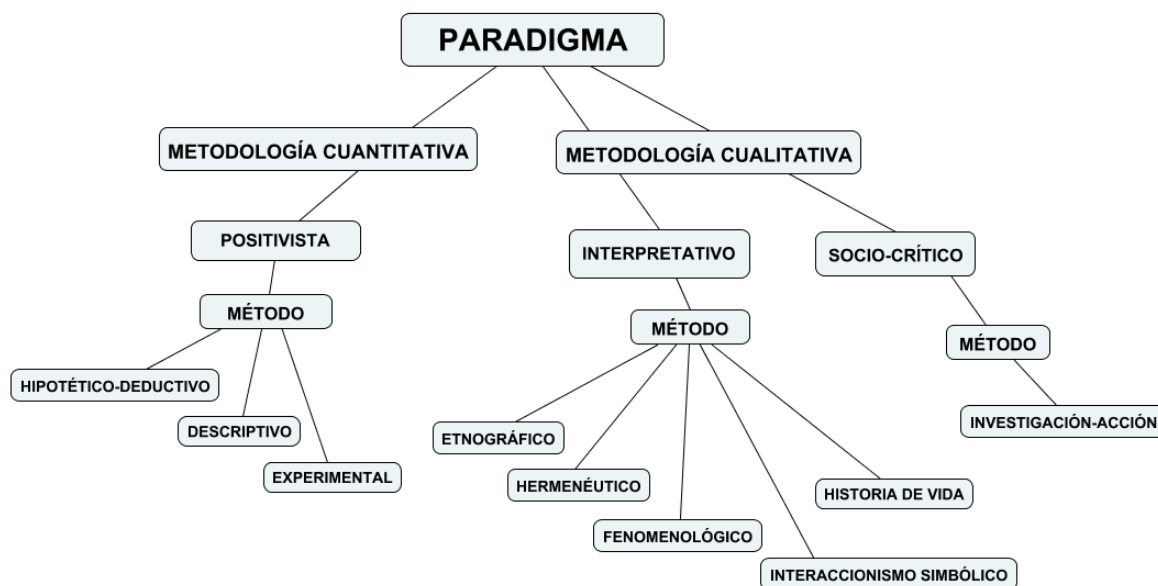 PARADIGMA
METODOLOGÍA CUANTITATIVA
METODOLOGÍA CUALITATIVA
POSITIVISTA
INTERPRETATIVO
SOCIO-CRÍTICO
MÉTODO
MÉTODO
MÉTODO
HIPOTÉTICO-DEDUCTIVO
DESCRIPTIVO
EXPERIMENTAL
ETNOGRÁFICO
HERMENÉUTICO
FENOMENOLÓGICO
INTERACCIONISMO SIMBÓLICO
HISTORIA DE VIDA
INVESTIGACIÓN-ACCIÓN